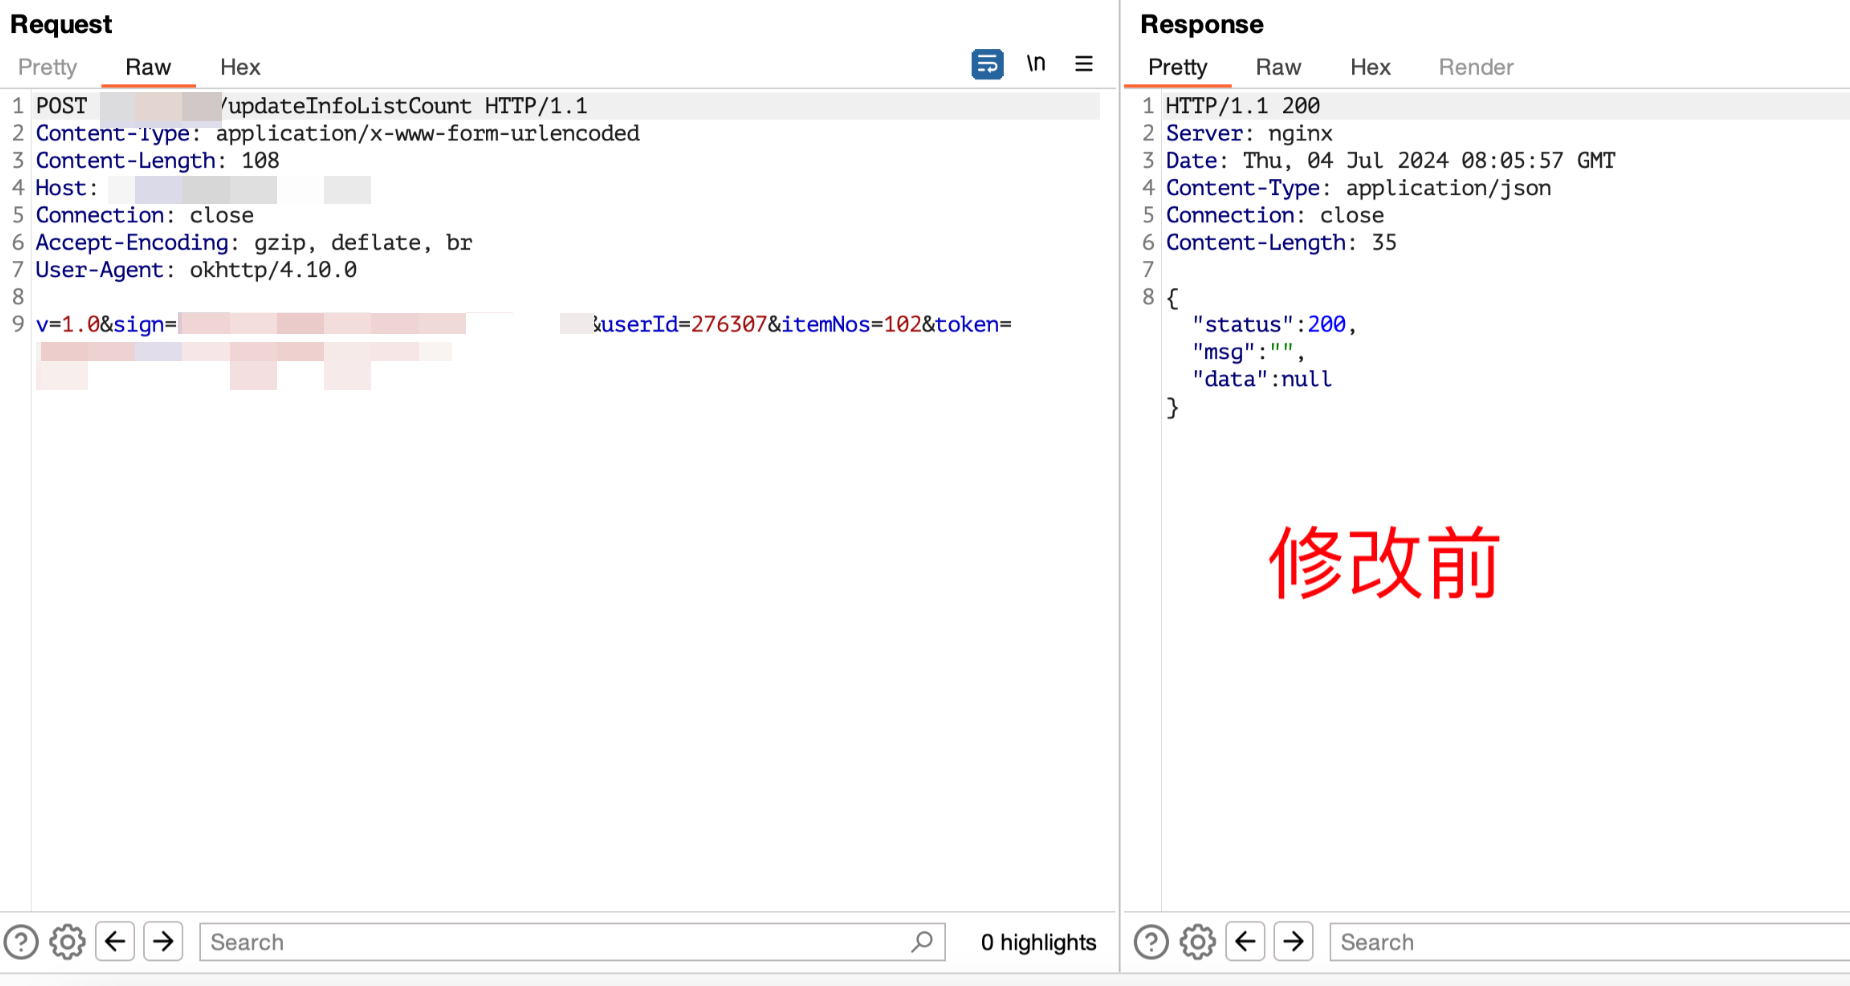 Request
Pretty Raw Hex \n
1 POST /updateInfoListCount HTTP/1.1
2 Content-Type: application/x-www-form-urlencoded
3 Content-Length: 108
4 Host:
5 Connection: close
6 Accept-Encoding: gzip, deflate, br
7 User-Agent: okhttp/4.10.0
8
9 v=1.0&sign= &userId=276307&itemNos=102&token=
Search
0 highlights
Response
Pretty Raw Hex Render
1 HTTP/1.1 200
2 Server: nginx
3 Date: Thu, 04 Jul 2024 08:05:57 GMT
4 Content-Type: application/json
5 Connection: close
6 Content-Length: 35
7
8 {
"status":200,
"msg":"",
"data":null
}
修改前
Search